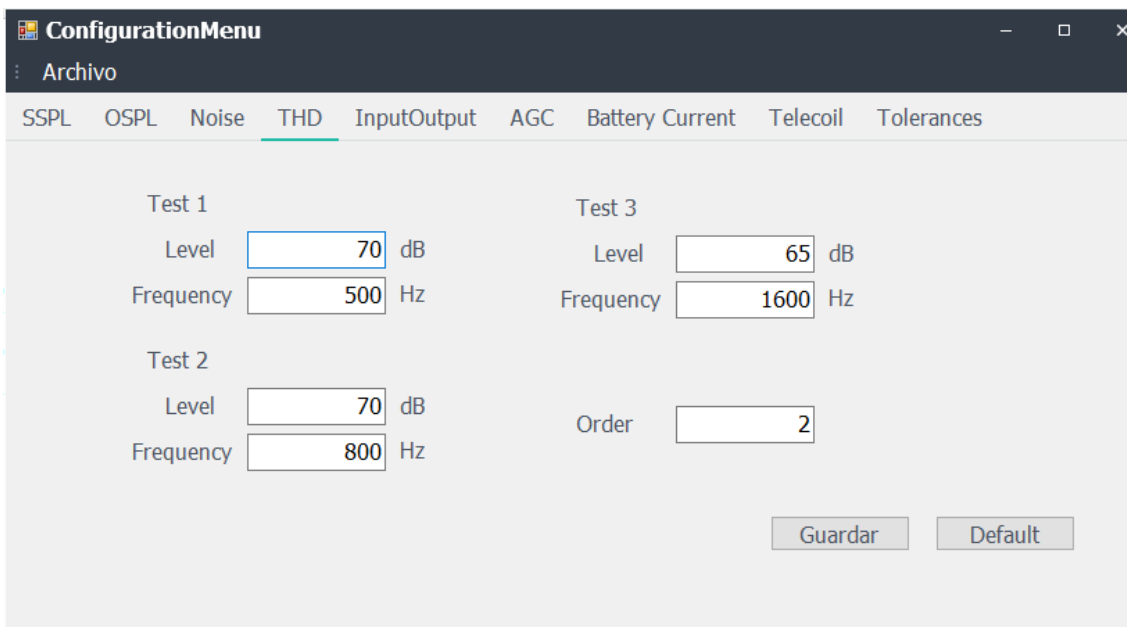 ConfigurationMenu
Archivo
SSPL OSPL Noise THD InputOutput AGC Battery Current Telecoil Tolerances
Test 1
Level 70 dB
Frequency 500 Hz
Test 2
Level 70 dB
Frequency 800 Hz
Test 3
Level 65 dB
Frequency 1600 Hz
Order 2
Guardar Default